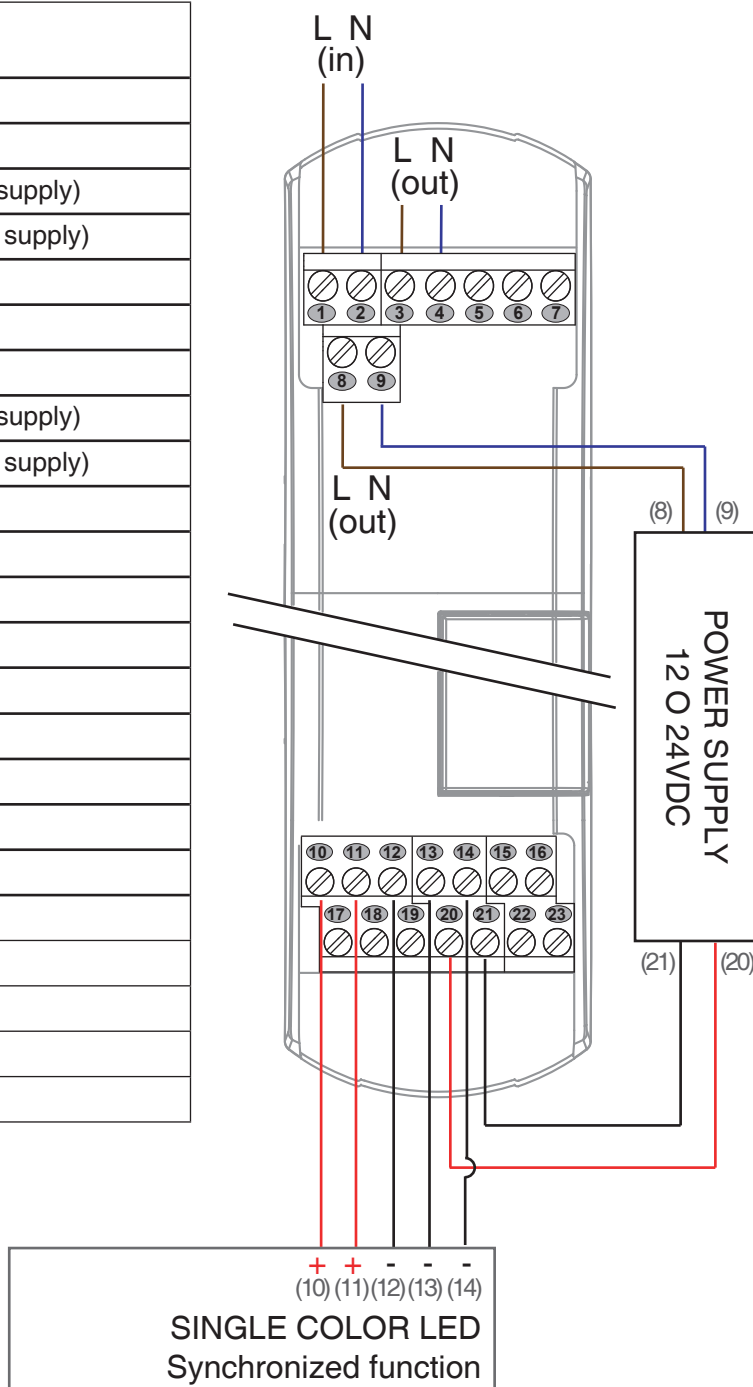 supply)
supply)
supply)
supply)
L N
(in)
L N
(out)
1 2 3 4 5 6 7
8 9
L N
(out)
(8) (9)
POWER SUPPLY
12 O 24VDC
10 11 12 13 14 15 16
17 18 19 20 21 22 23
(21) (20)
+ + - - -
(10) (11) (12) (13) (14)
SINGLE COLOR LED
Synchronized function